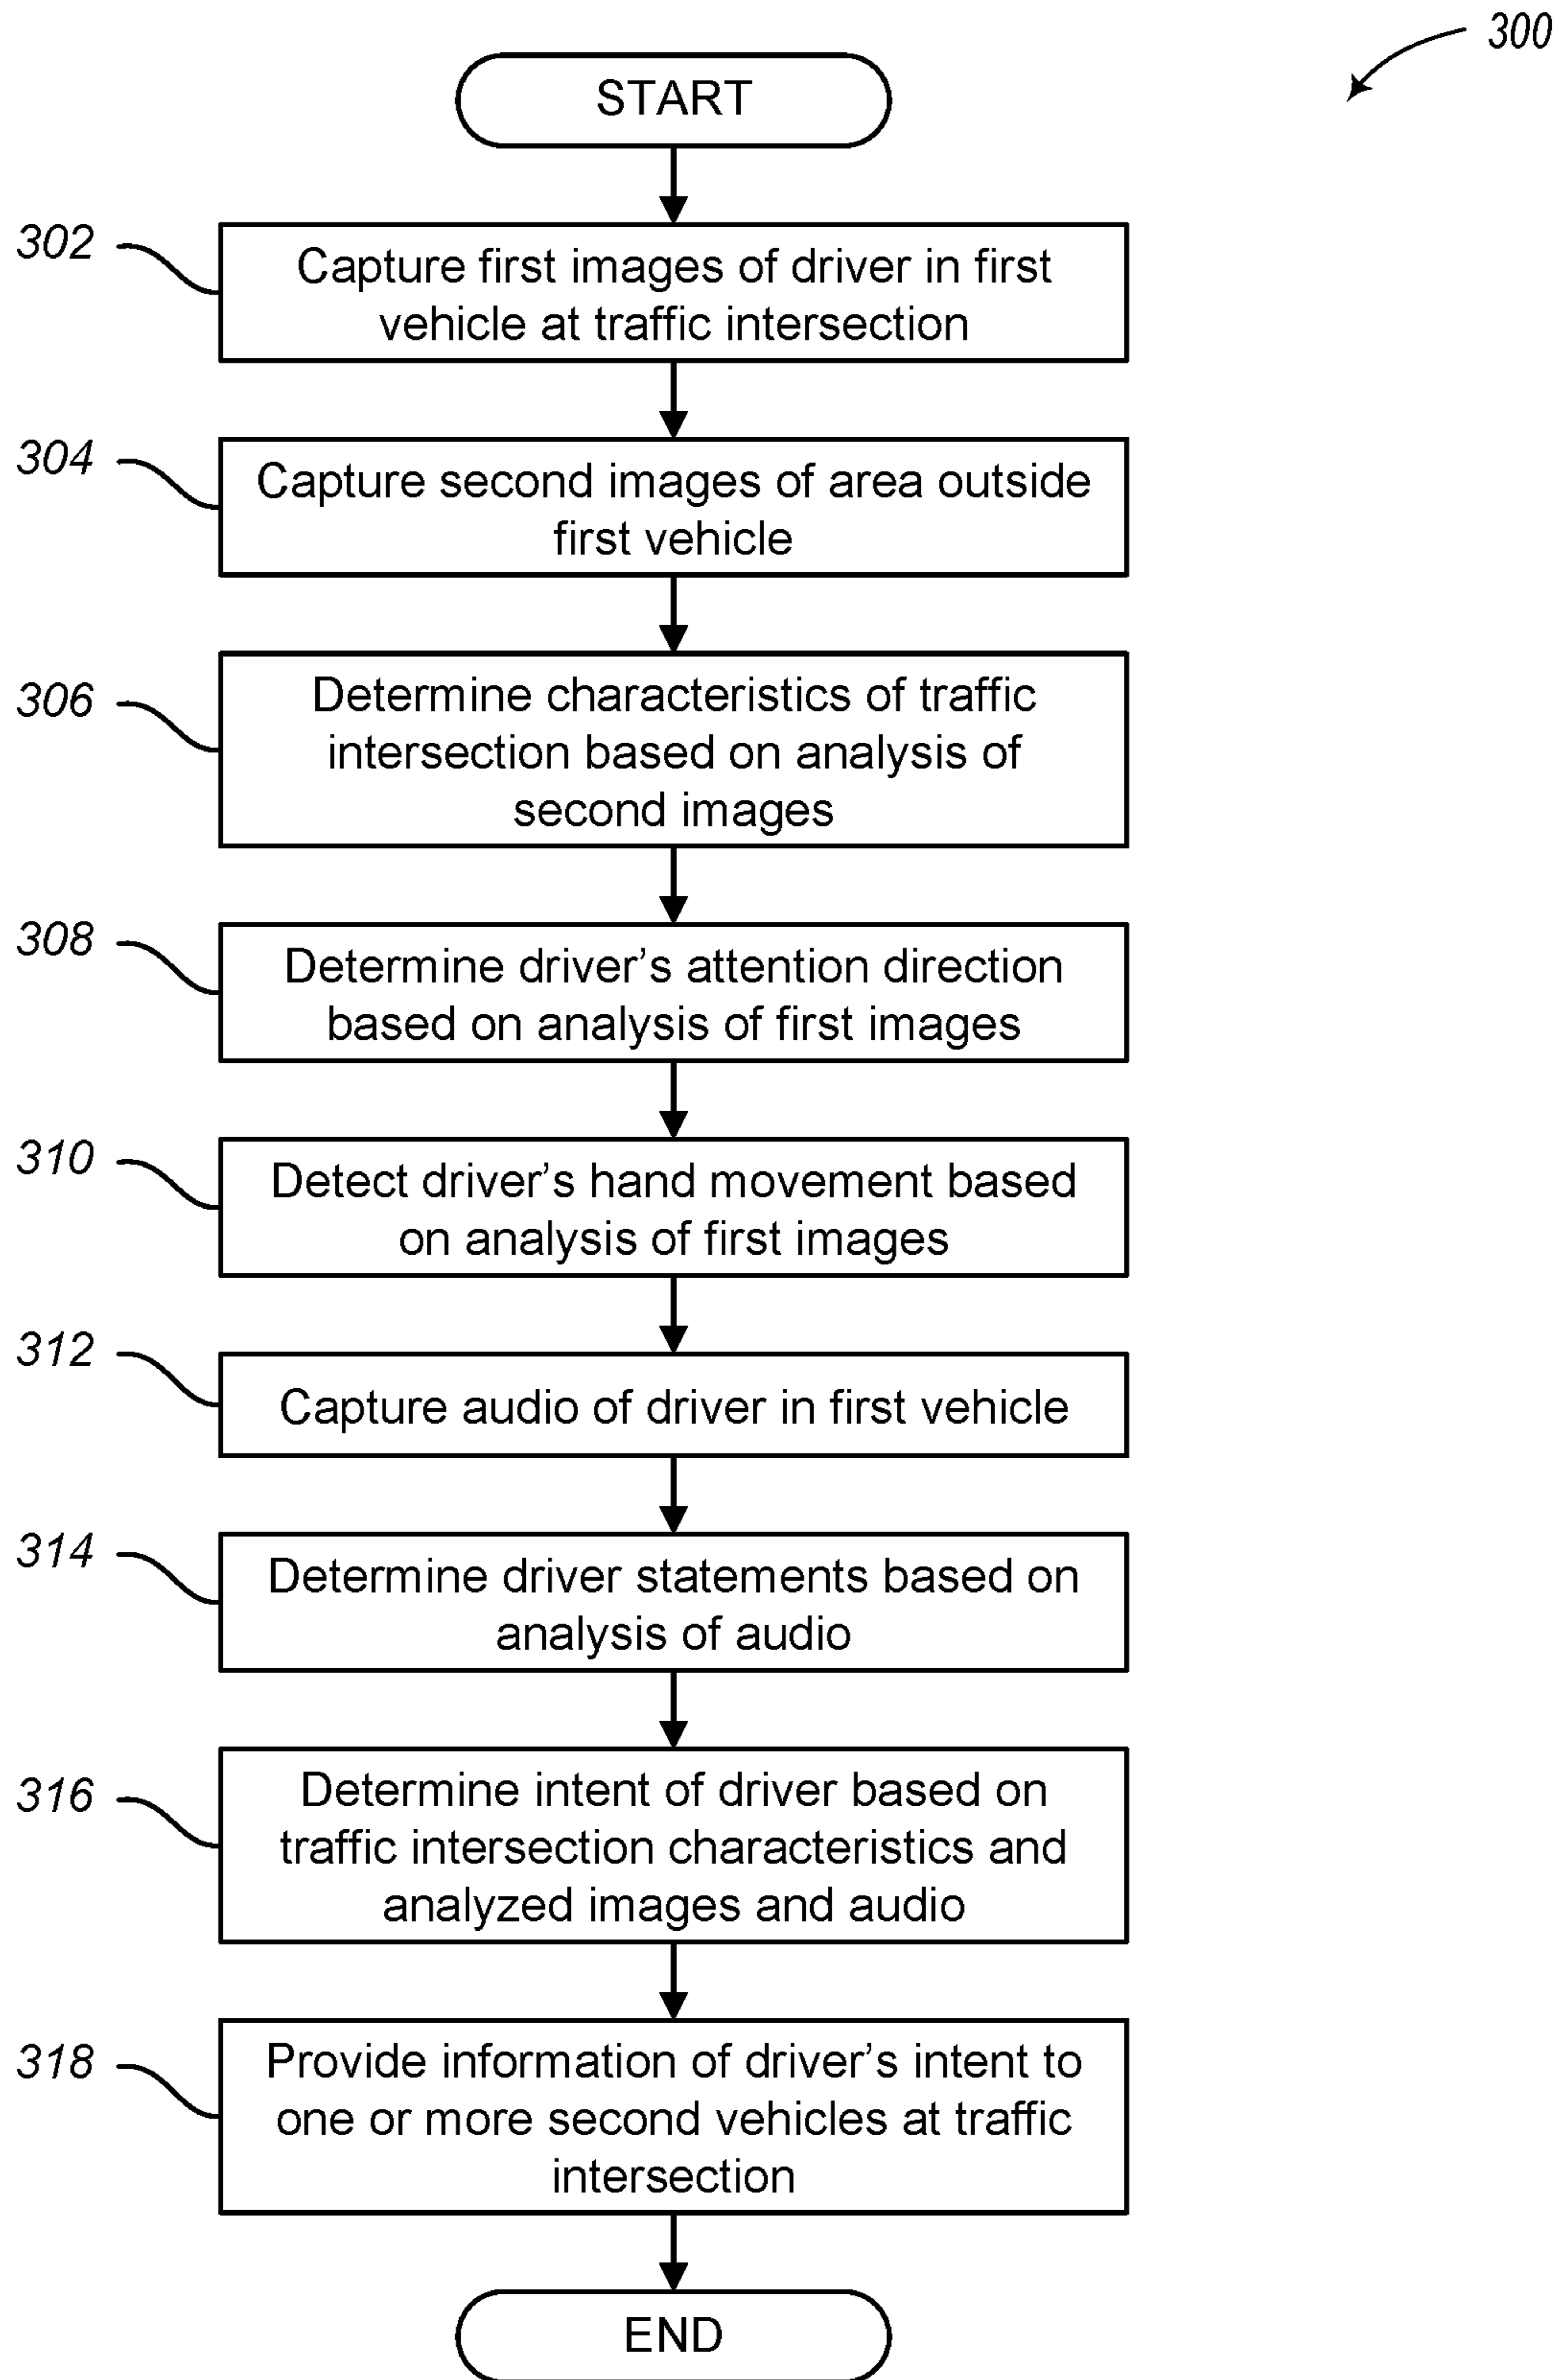 300
START
302
Capture first images of driver in first
vehicle at traffic intersection
304
Capture second images of area outside
first vehicle
306
Determine characteristics of traffic
intersection based on analysis of
second images
308
Determine driver’s attention direction
based on analysis of first images
310
Detect driver’s hand movement based
on analysis of first images
312
Capture audio of driver in first vehicle
314
Determine driver statements based on
analysis of audio
316
Determine intent of driver based on
traffic intersection characteristics and
analyzed images and audio
318
Provide information of driver’s intent to
one or more second vehicles at traffic
intersection
END